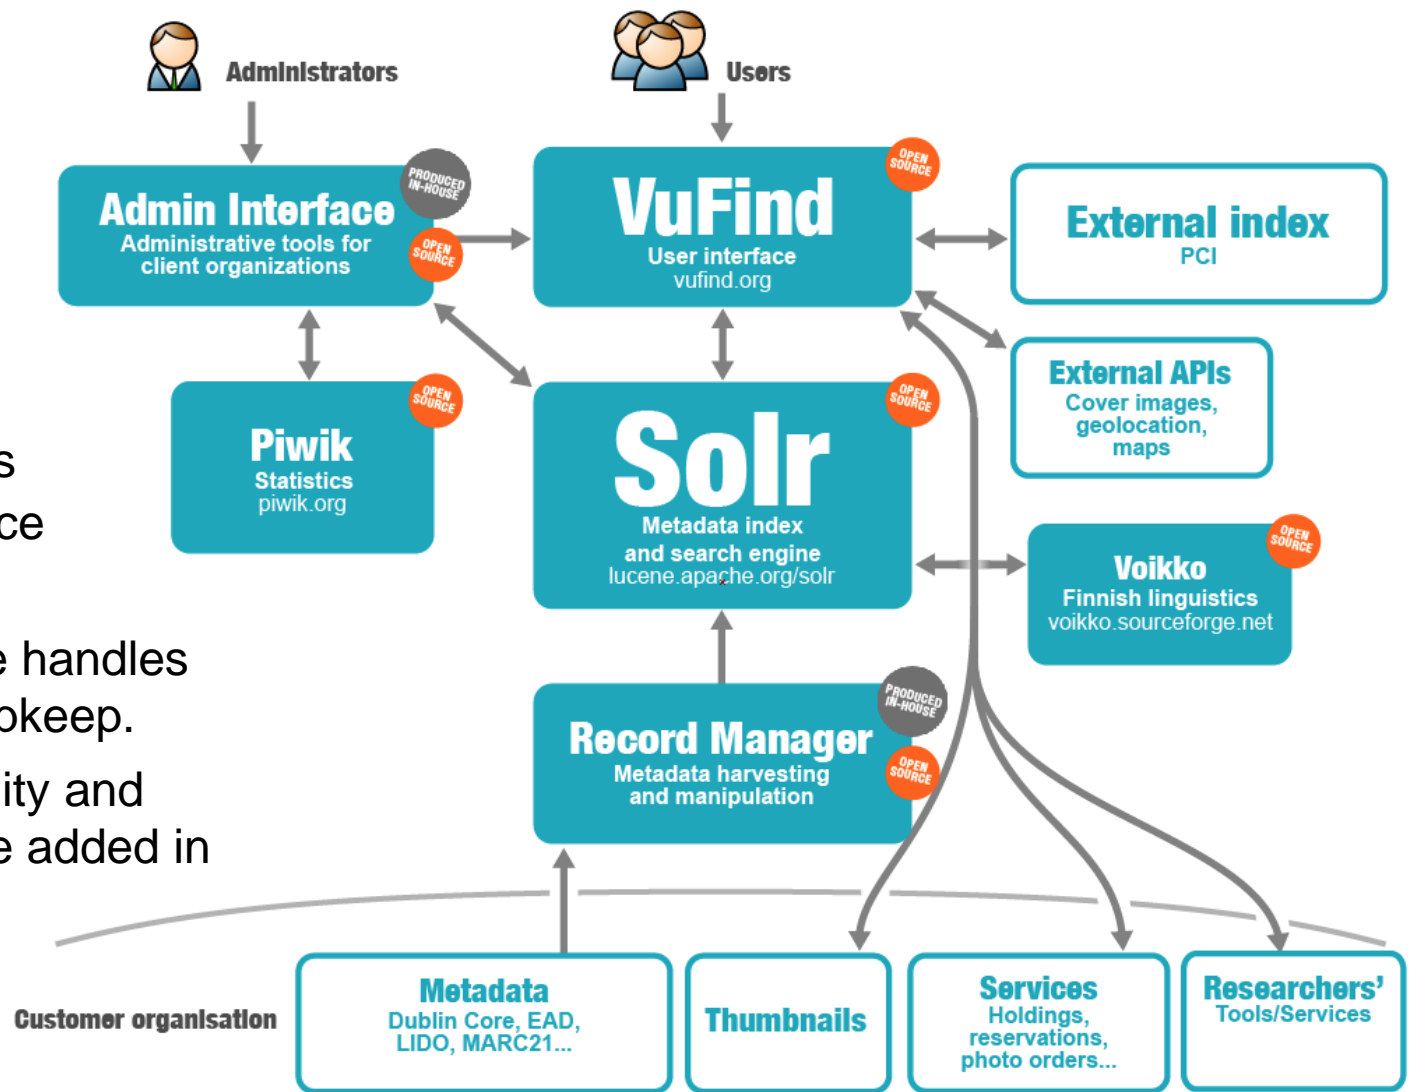 Administrators
Users
Admin Interface
Administrative tools for
client organizations
PRODUCED
IN-HOUSE
OPEN
SOURCE
VuFind
User interface
vufind.org
OPEN
SOURCE
External index
PCI
External APIs
Cover images,
geolocation,
maps
Piwik
Statistics
piwik.org
OPEN
SOURCE
Solr
Metadata index
and search engine
lucene.apache.org/solr
OPEN
SOURCE
Voikko
Finnish linguistics
voikko.sourceforge.net
OPEN
SOURCE
s
ce
e handles
pkeep.
ity and
e added in
Record Manager
Metadata harvesting
and manipulation
PRODUCED
IN-HOUSE
OPEN
SOURCE
Customer organisation
Metadata
Dublin Core, EAD,
LIDO, MARC21...
Thumbnails
Services
Holdings,
reservations,
photo orders...
Researchers'
Tools/Services